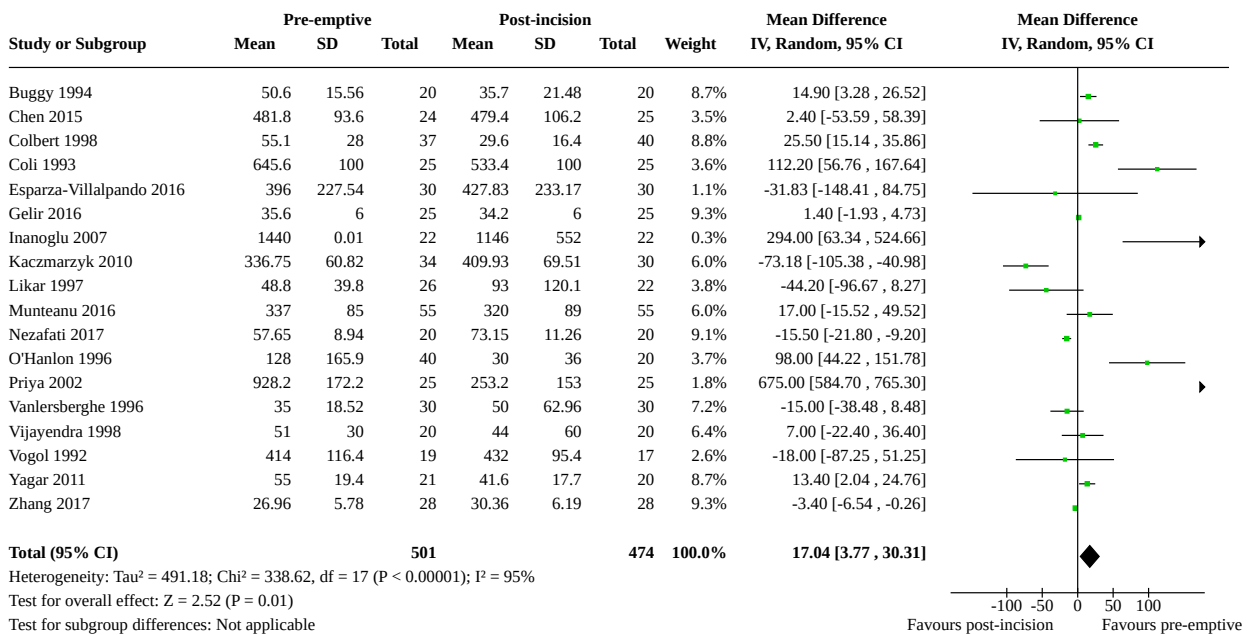 Pre-emptive Post-incision Mean Difference Mean Difference
Study or Subgroup Mean SD Total Mean SD Total Weight IV, Random, 95% CI IV, Random, 95% CI
Buggy 1994 50.6 15.56 20 35.7 21.48 20 8.7% 14.90 [3.28 , 26.52]
Chen 2015 481.8 93.6 24 479.4 106.2 25 3.5% 2.40 [-53.59 , 58.39]
Colbert 1998 55.1 28 37 29.6 16.4 40 8.8% 25.50 [15.14 , 35.86]
Coli 1993 645.6 100 25 533.4 100 25 3.6% 112.20 [56.76 , 167.64]
Esparza-Villalpando 2016 396 227.54 30 427.83 233.17 30 1.1% -31.83 [-148.41 , 84.75]
Gelir 2016 35.6 6 25 34.2 6 25 9.3% 1.40 [-1.93 , 4.73]
Inanoglu 2007 1440 0.01 22 1146 552 22 0.3% 294.00 [63.34 , 524.66]
Kaczmarzyk 2010 336.75 60.82 34 409.93 69.51 30 6.0% -73.18 [-105.38 , -40.98]
Likar 1997 48.8 39.8 26 93 120.1 22 3.8% -44.20 [-96.67 , 8.27]
Munteanu 2016 337 85 55 320 89 55 6.0% 17.00 [-15.52 , 49.52]
Nezafati 2017 57.65 8.94 20 73.15 11.26 20 9.1% -15.50 [-21.80 , -9.20]
O'Hanlon 1996 128 165.9 40 30 36 20 3.7% 98.00 [44.22 , 151.78]
Priya 2002 928.2 172.2 25 253.2 153 25 1.8% 675.00 [584.70 , 765.30]
Vanlersberghe 1996 35 18.52 30 50 62.96 30 7.2% -15.00 [-38.48 , 8.48]
Vijayendra 1998 51 30 20 44 60 20 6.4% 7.00 [-22.40 , 36.40]
Vogol 1992 414 116.4 19 432 95.4 17 2.6% -18.00 [-87.25 , 51.25]
Yagar 2011 55 19.4 21 41.6 17.7 20 8.7% 13.40 [2.04 , 24.76]
Zhang 2017 26.96 5.78 28 30.36 6.19 28 9.3% -3.40 [-6.54 , -0.26]
Total (95% CI) 501 474 100.0% 17.04 [3.77 , 30.31]
Heterogeneity: Tau² = 491.18; Chi² = 338.62, df = 17 (P < 0.00001); I² = 95%
Test for overall effect: Z = 2.52 (P = 0.01)
-100 -50 0 50 100
Test for subgroup differences: Not applicable
Favours post-incision Favours pre-emptive